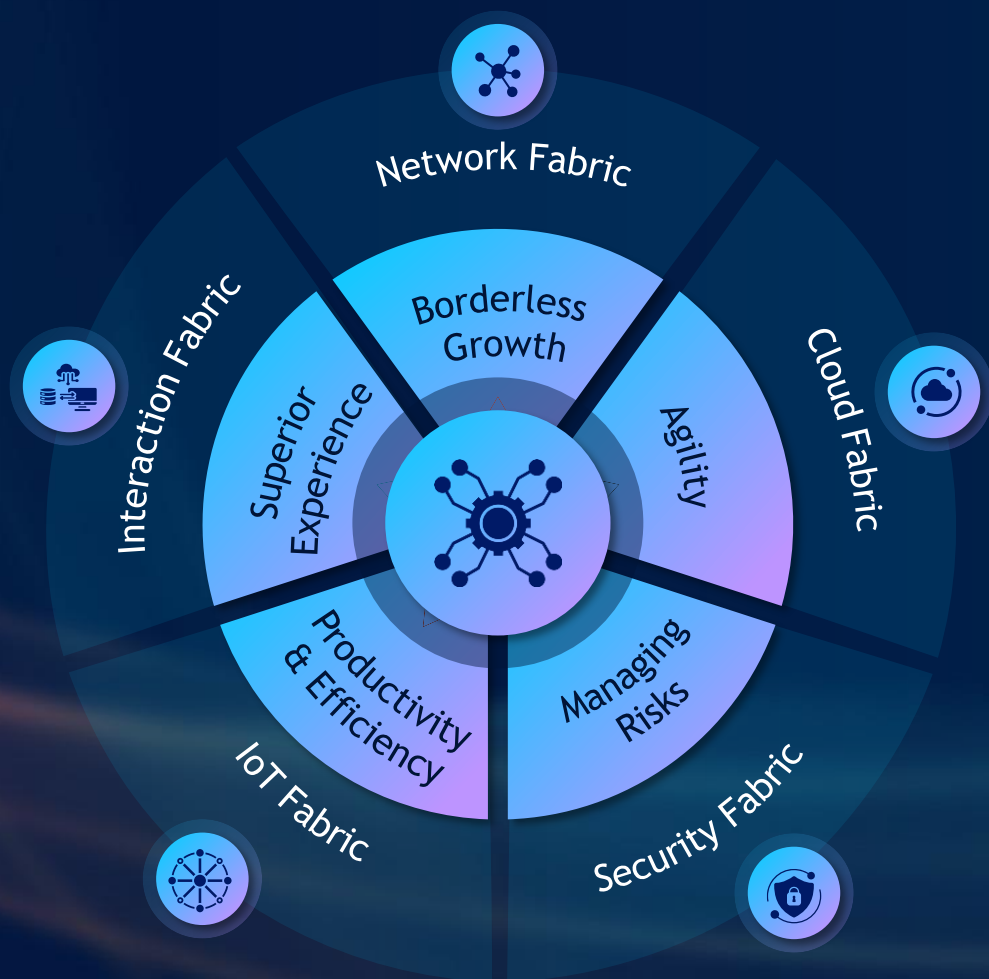 Network Fabric
Borderless
Growth
Cloud Fabric
Agility
Security Fabric
Managing
Risks
IoT Fabric
Productivity
& Efficiency
Interaction Fabric
Superior
Experience